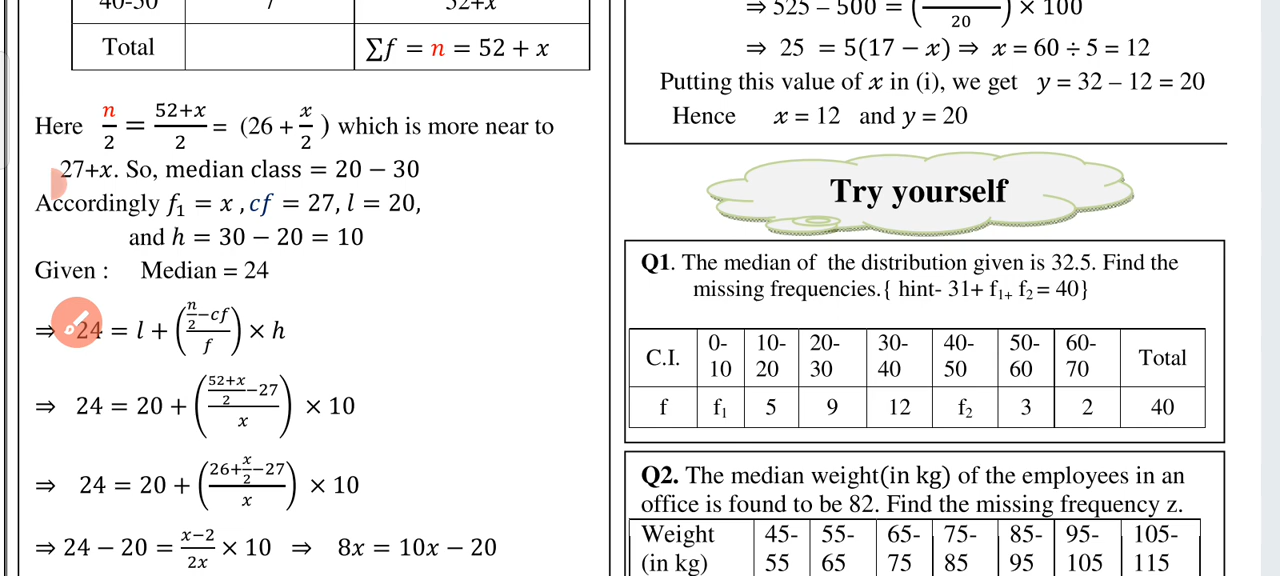 40-50 7 52+x
Total ∑f = n = 52 + x
Here n/2 = (52+x)/2 = (26 + x/2 ) which is more near to
27+x. So, median class = 20 − 30
Accordingly f₁ = x , cf = 27, l = 20,
and h = 30 − 20 = 10
Given : Median = 24
⇒ 24 = l + ((n/2 −cf)/f) × h
⇒ 24 = 20 + (((52+x)/2 −27)/x) × 10
⇒ 24 = 20 + ((26+x/2 −27)/x) × 10
⇒ 24 − 20 = (x−2)/2x × 10 ⇒ 8x = 10x − 20
⇒ 525 – 500 = ( /20) × 100
⇒ 25 = 5(17 − x) ⇒ x = 60 ÷ 5 = 12
Putting this value of x in (i), we get y = 32 – 12 = 20
Hence x = 12 and y = 20
Try yourself
Q1. The median of the distribution given is 32.5. Find the
missing frequencies.{ hint- 31+ f₁₊ f₂ = 40}
C.I. 0-10 10-20 20-30 30-40 40-50 50-60 60-70 Total
f f₁ 5 9 12 f₂ 3 2 40
Q2. The median weight(in kg) of the employees in an
office is found to be 82. Find the missing frequency z.
Weight (in kg) 45-55 55-65 65-75 75-85 85-95 95-105 105-115